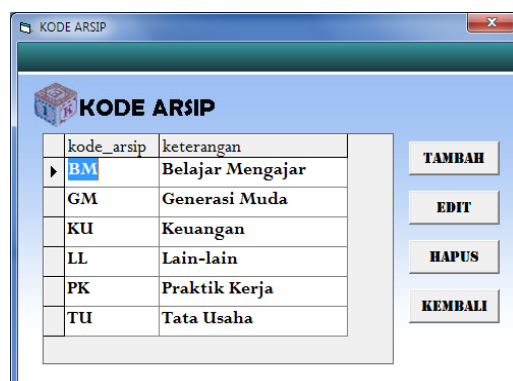 KODE ARSIP
KODE ARSIP
kode_arsip keterangan
BM Belajar Mengajar
GM Generasi Muda
KU Keuangan
LL Lain-lain
PK Praktik Kerja
TU Tata Usaha
TAMBAH
EDIT
HAPUS
KEMBALI